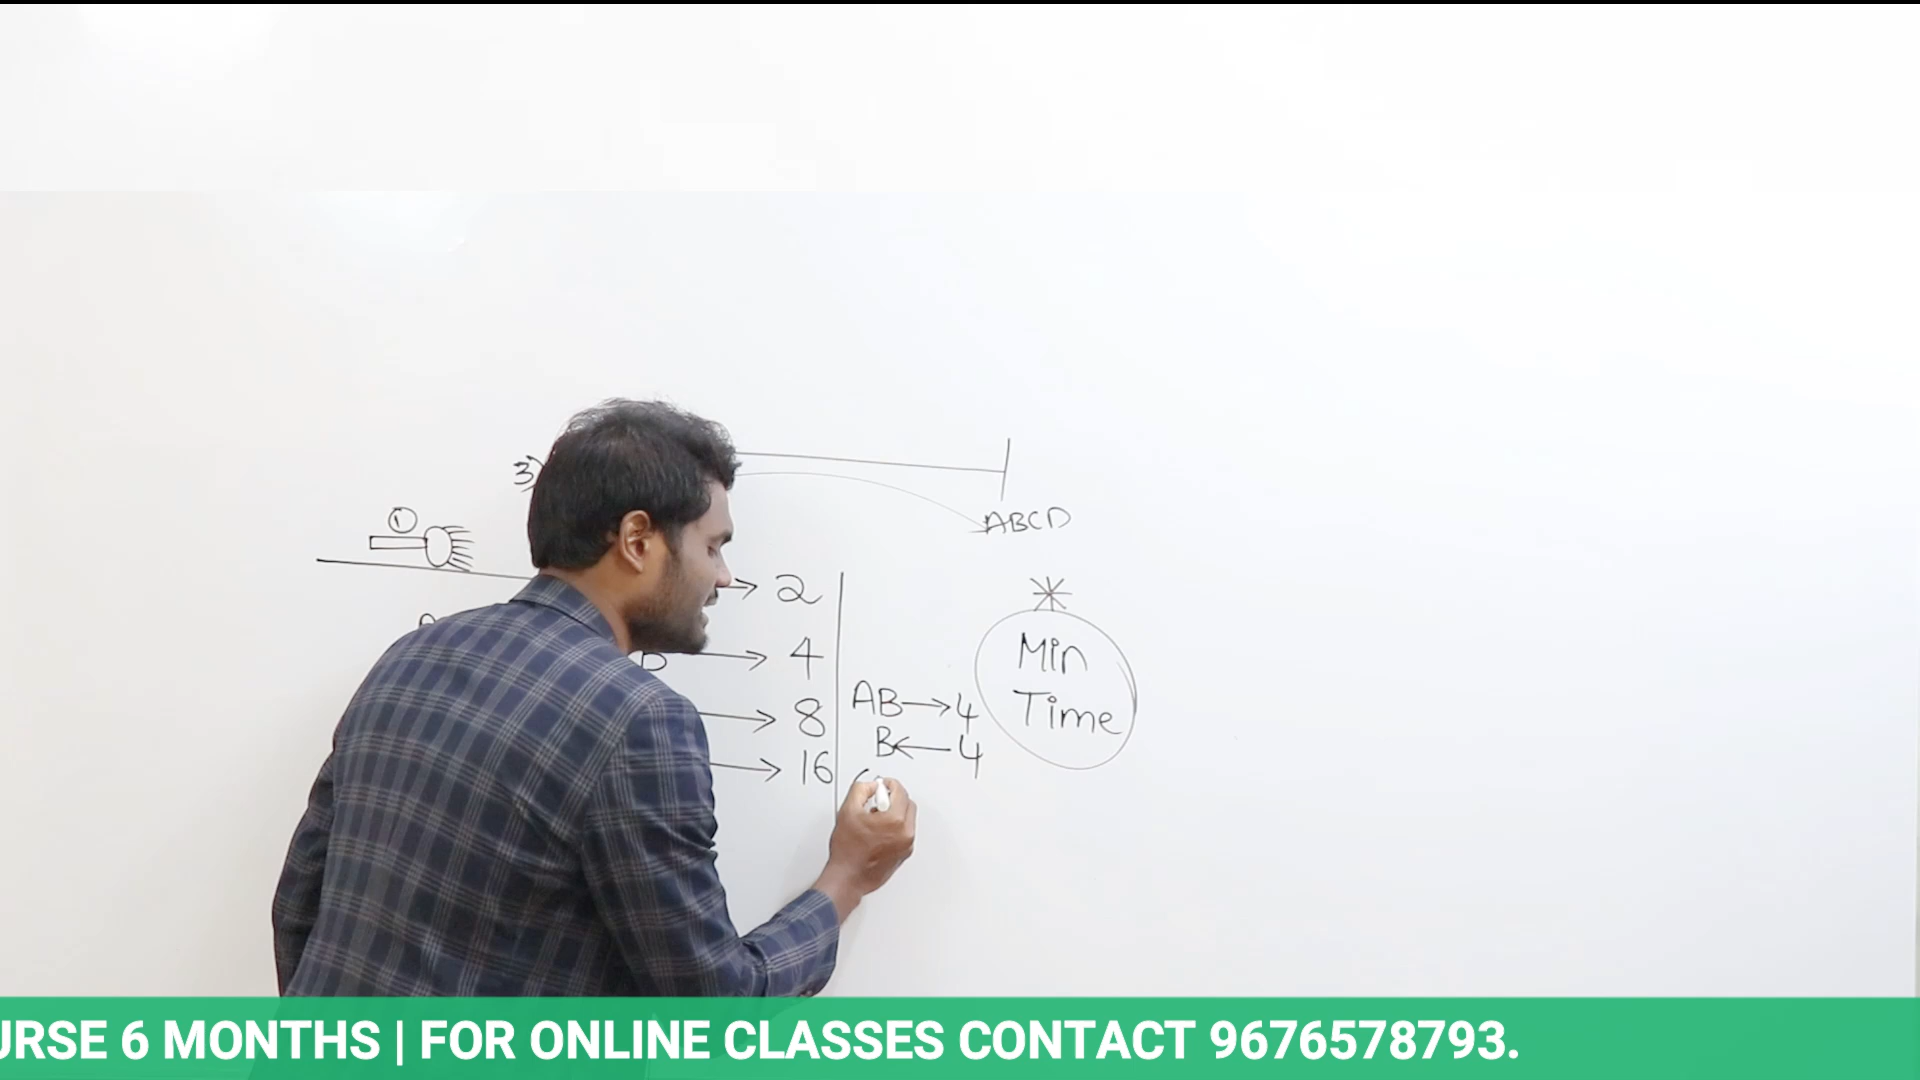 3)
ABCD
1
2
4
8
16
AB→4
B←4
Min
Time
URSE 6 MONTHS | FOR ONLINE CLASSES CONTACT 9676578793.